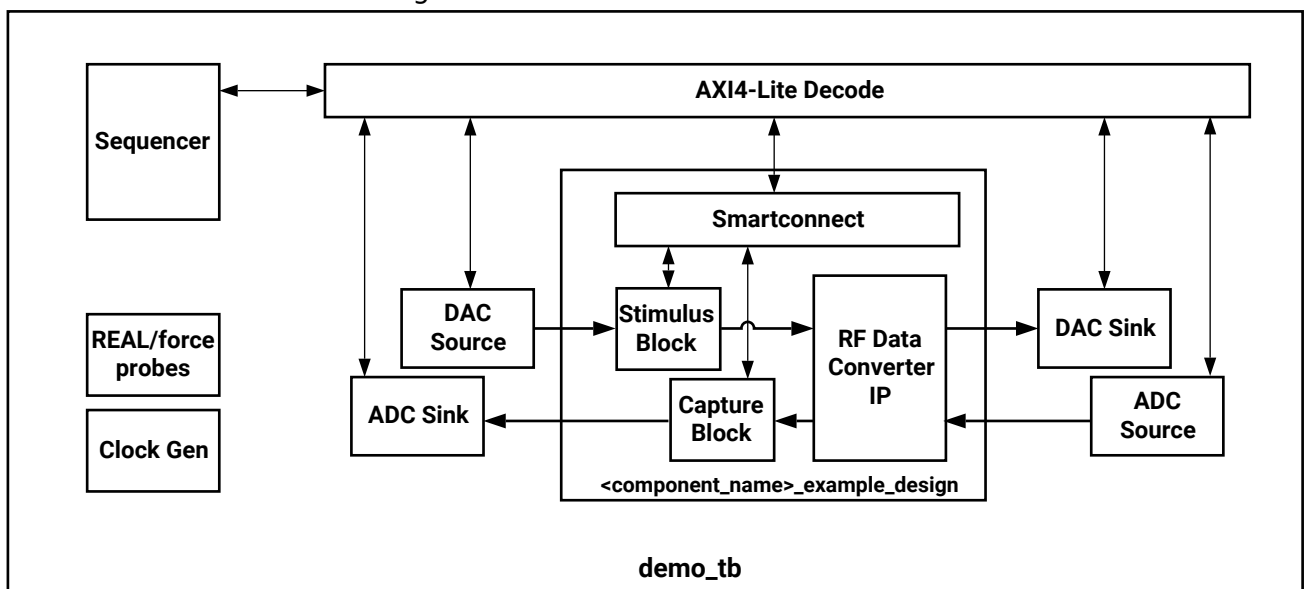 AXI4-Lite Decode
Sequencer
Smartconnect
DAC
Source
Stimulus
Block
RF Data
Converter
IP
DAC Sink
REAL/force
probes
ADC Sink
Capture
Block
ADC
Source
Clock Gen
<component_name>_example_design
demo_tb